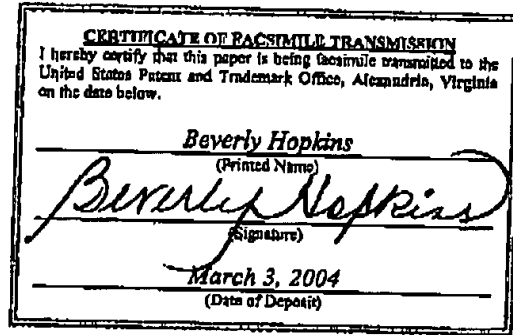 CERTIFICATE OF FACSIMILE TRANSMISSION
I hereby certify that this paper is being facsimile transmitted to the
United States Patent and Trademark Office, Alexandria, Virginia
on the date below.
Beverly Hopkins
(Printed Name)
Beverly Hopkins
(Signature)
March 3, 2004
(Date of Deposit)